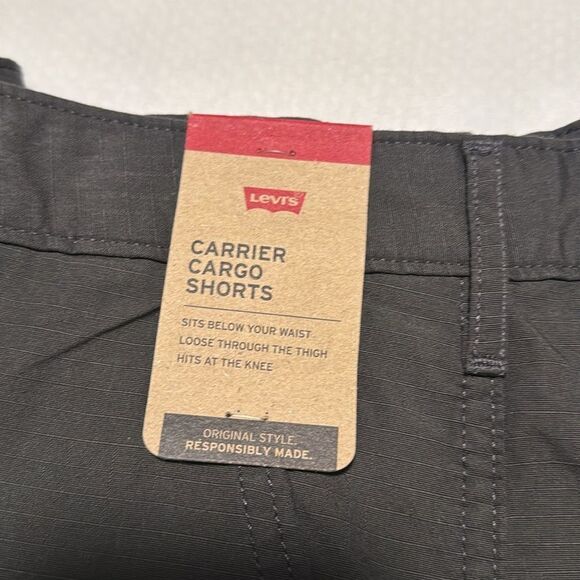 Levi's
CARRIER
CARGO
SHORTS
SITS BELOW YOUR WAIST
LOOSE THROUGH THE THIGH
HITS AT THE KNEE
ORIGINAL STYLE.
RESPONSIBLY MADE.